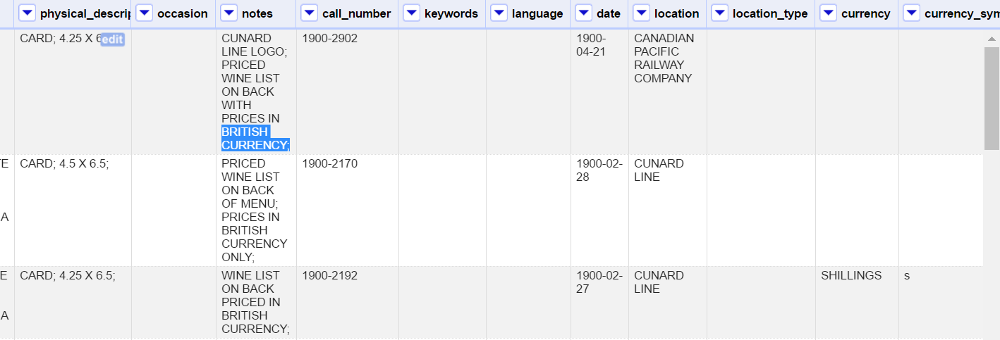 physical_descrip occasion notes call_number keywords language date location location_type currency currency_sym
CARD; 4.25 X 6 edit CUNARD 1900-2902 1900- CANADIAN
LINE LOGO; 04-21 PACIFIC
PRICED RAILWAY
WINE LIST COMPANY
ON BACK
WITH
PRICES IN
BRITISH
CURRENCY;
TE CARD; 4.5 X 6.5; PRICED 1900-2170 1900-02- CUNARD
WINE LIST 28 LINE
ON BACK
OF MENU;
A PRICES IN
BRITISH
CURRENCY
ONLY;
E CARD; 4.25 X 6.5; WINE LIST 1900-2192 1900-02- CUNARD SHILLINGS s
ON BACK 27 LINE
PRICED IN
A BRITISH
CURRENCY;